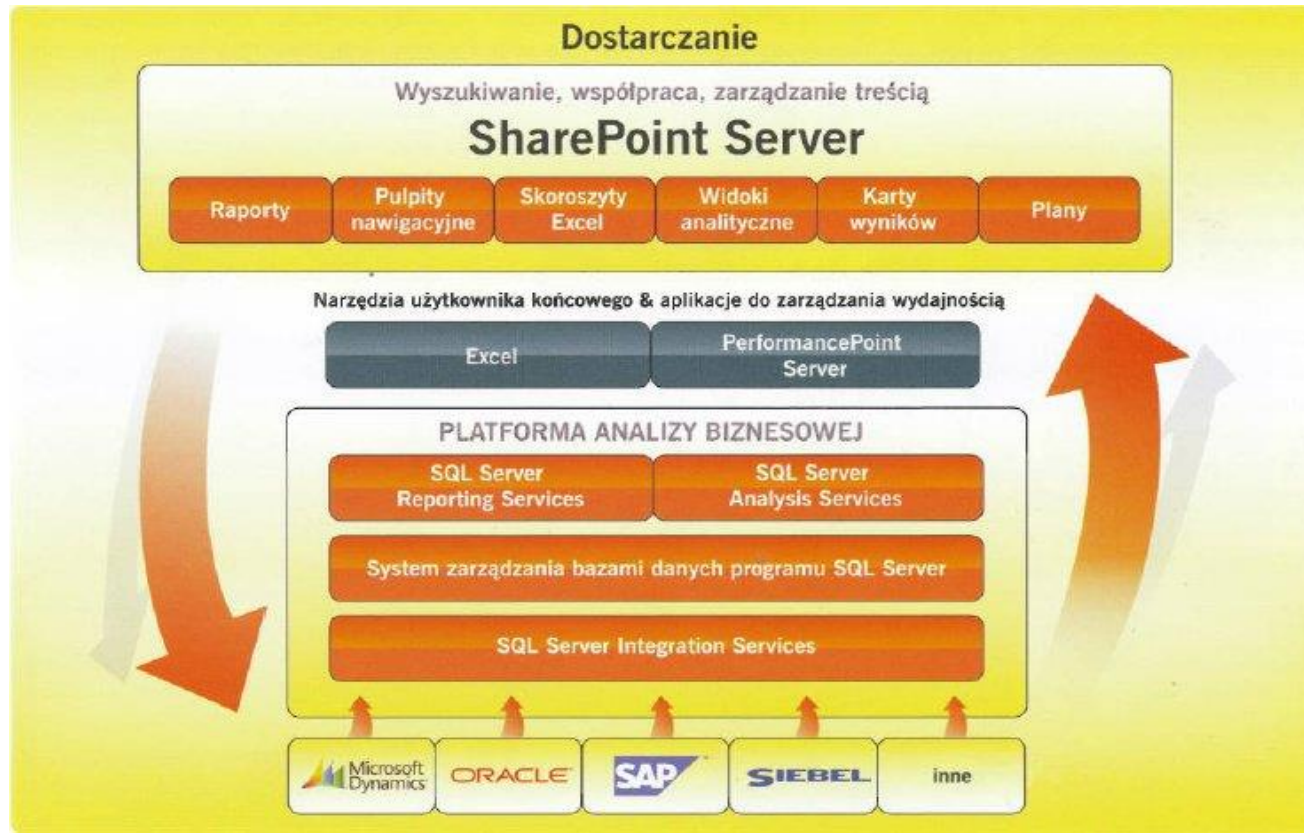 Dostarczanie
Wyszukiwanie, współpraca, zarządzanie treścią
SharePoint Server
Raporty
Pulpity
nawigacyjne
Skoroszyty
Excel
Widoki
analityczne
Karty
wyników
Plany
Narzędzia użytkownika końcowego & aplikacje do zarządzania wydajnością
Excel
PerformancePoint
Server
PLATFORMA ANALIZY BIZNESOWEJ
SQL Server
Reporting Services
SQL Server
Analysis Services
System zarządzania bazami danych programu SQL Server
SQL Server Integration Services
Microsoft
Dynamics
ORACLE
SAP
SIEBEL
inne